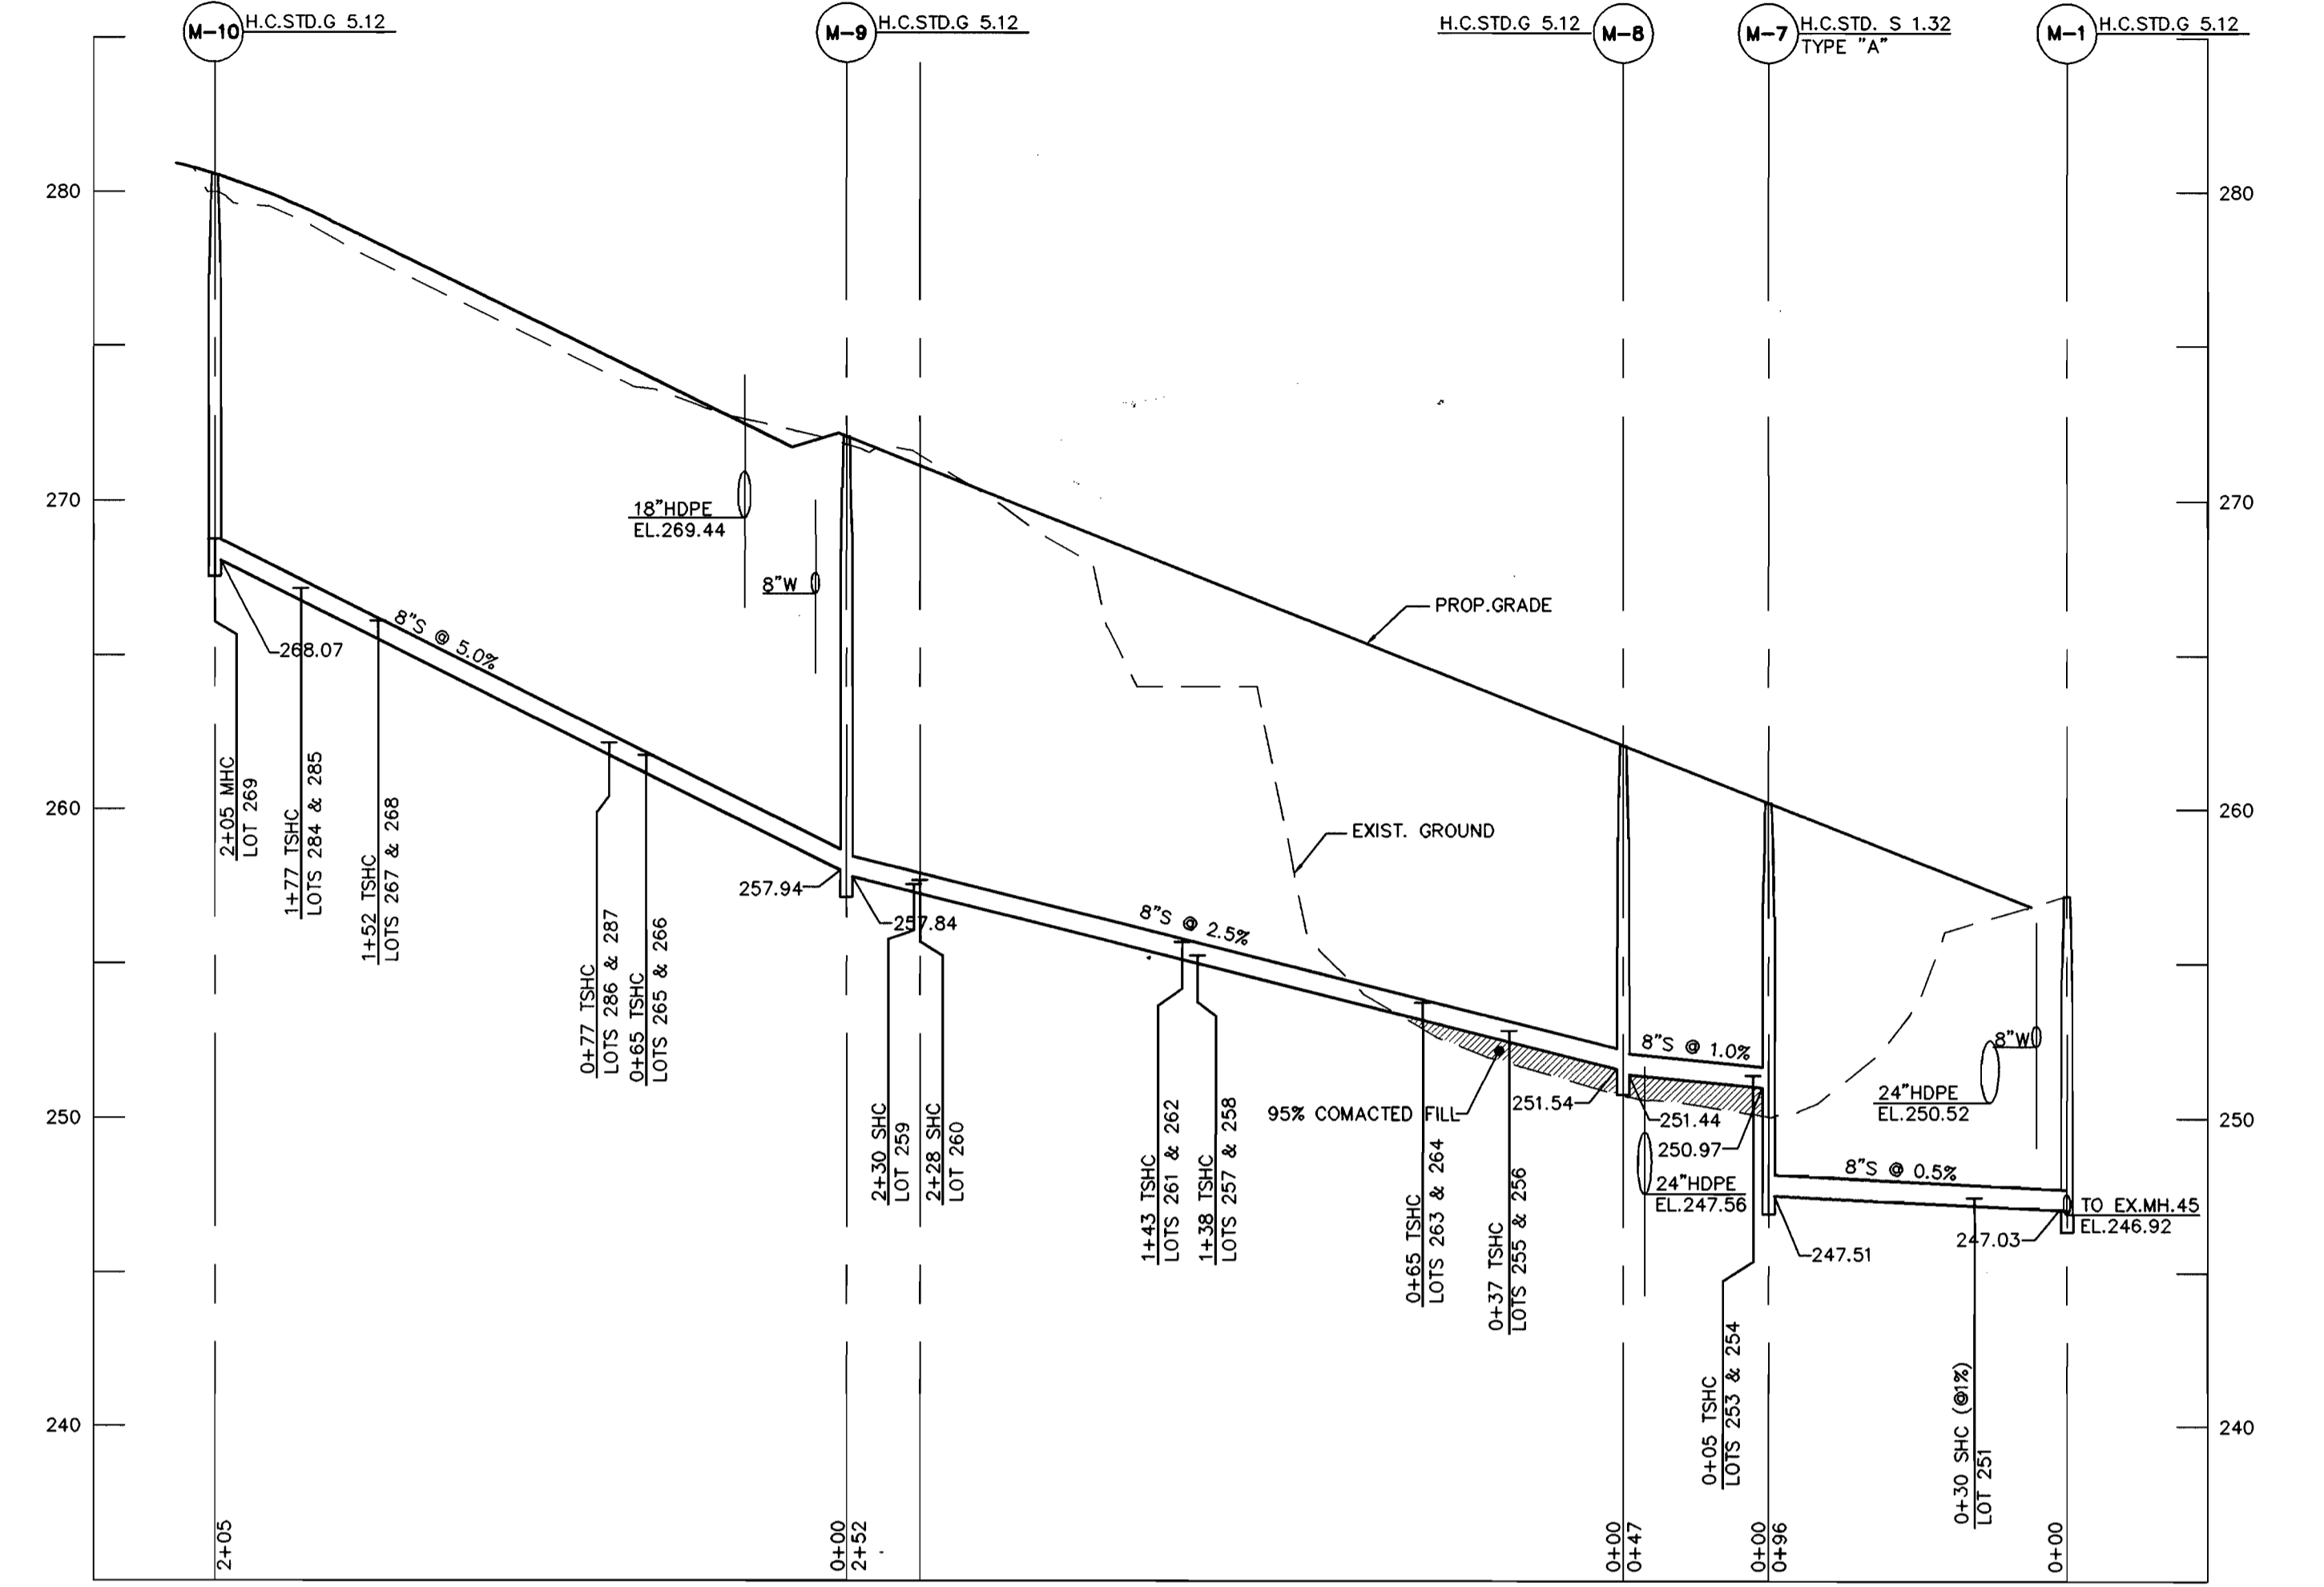 M-10
H.C.STD.G 5.12
M-9
H.C.STD.G 5.12
H.C.STD.G 5.12
M-8
M-7
H.C.STD. S 1.32
TYPE "A"
M-1
H.C.STD.G 5.12
280
280
270
270
18"HDPE
EL.269.44
8"W
PROP.GRADE
8"S @ 5.0%
268.07
260
260
EXIST. GROUND
2+05 MHC
LOT 269
1+77 TSHC
LOTS 284 & 285
1+52 TSHC
LOTS 267 & 268
0+77 TSHC
LOTS 286 & 287
0+65 TSHC
LOTS 265 & 266
257.94
257.84
8"S @ 2.5%
2+30 SHC
LOT 259
2+28 SHC
LOT 260
1+43 TSHC
LOTS 261 & 262
1+38 TSHC
LOTS 257 & 258
250
250
95% COMACTED FILL
0+65 TSHC
LOTS 263 & 264
0+37 TSHC
LOTS 255 & 256
251.54
8"S @ 1.0%
251.44
250.97
24"HDPE
EL.247.56
8"W
24"HDPE
EL.250.52
8"S @ 0.5%
247.51
247.03
TO EX.MH.45
EL.246.92
0+05 TSHC
LOTS 253 & 254
0+30 SHC (@1%)
LOT 251
240
240
2+05
0+00
2+52
0+00
0+47
0+00
0+96
0+00